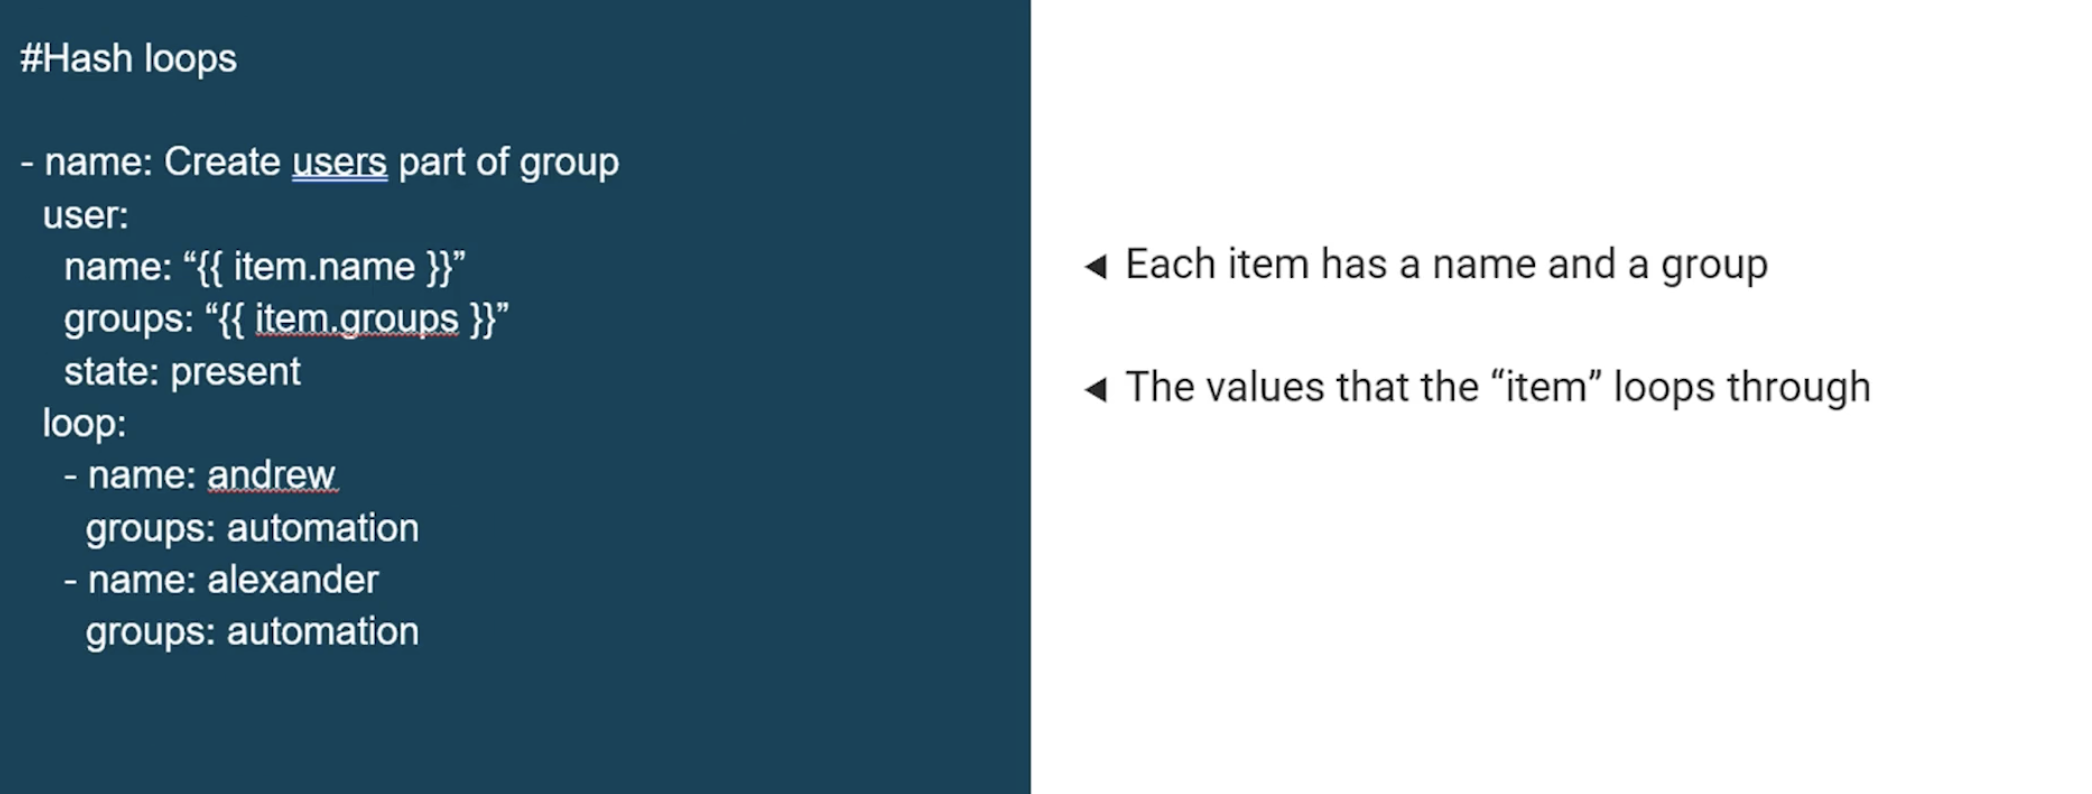 #Hash loops
- name: Create users part of group
user:
name: “{{ item.name }}”
groups: “{{ item.groups }}”
state: present
loop:
- name: andrew
groups: automation
- name: alexander
groups: automation
◄ Each item has a name and a group
◄ The values that the “item” loops through